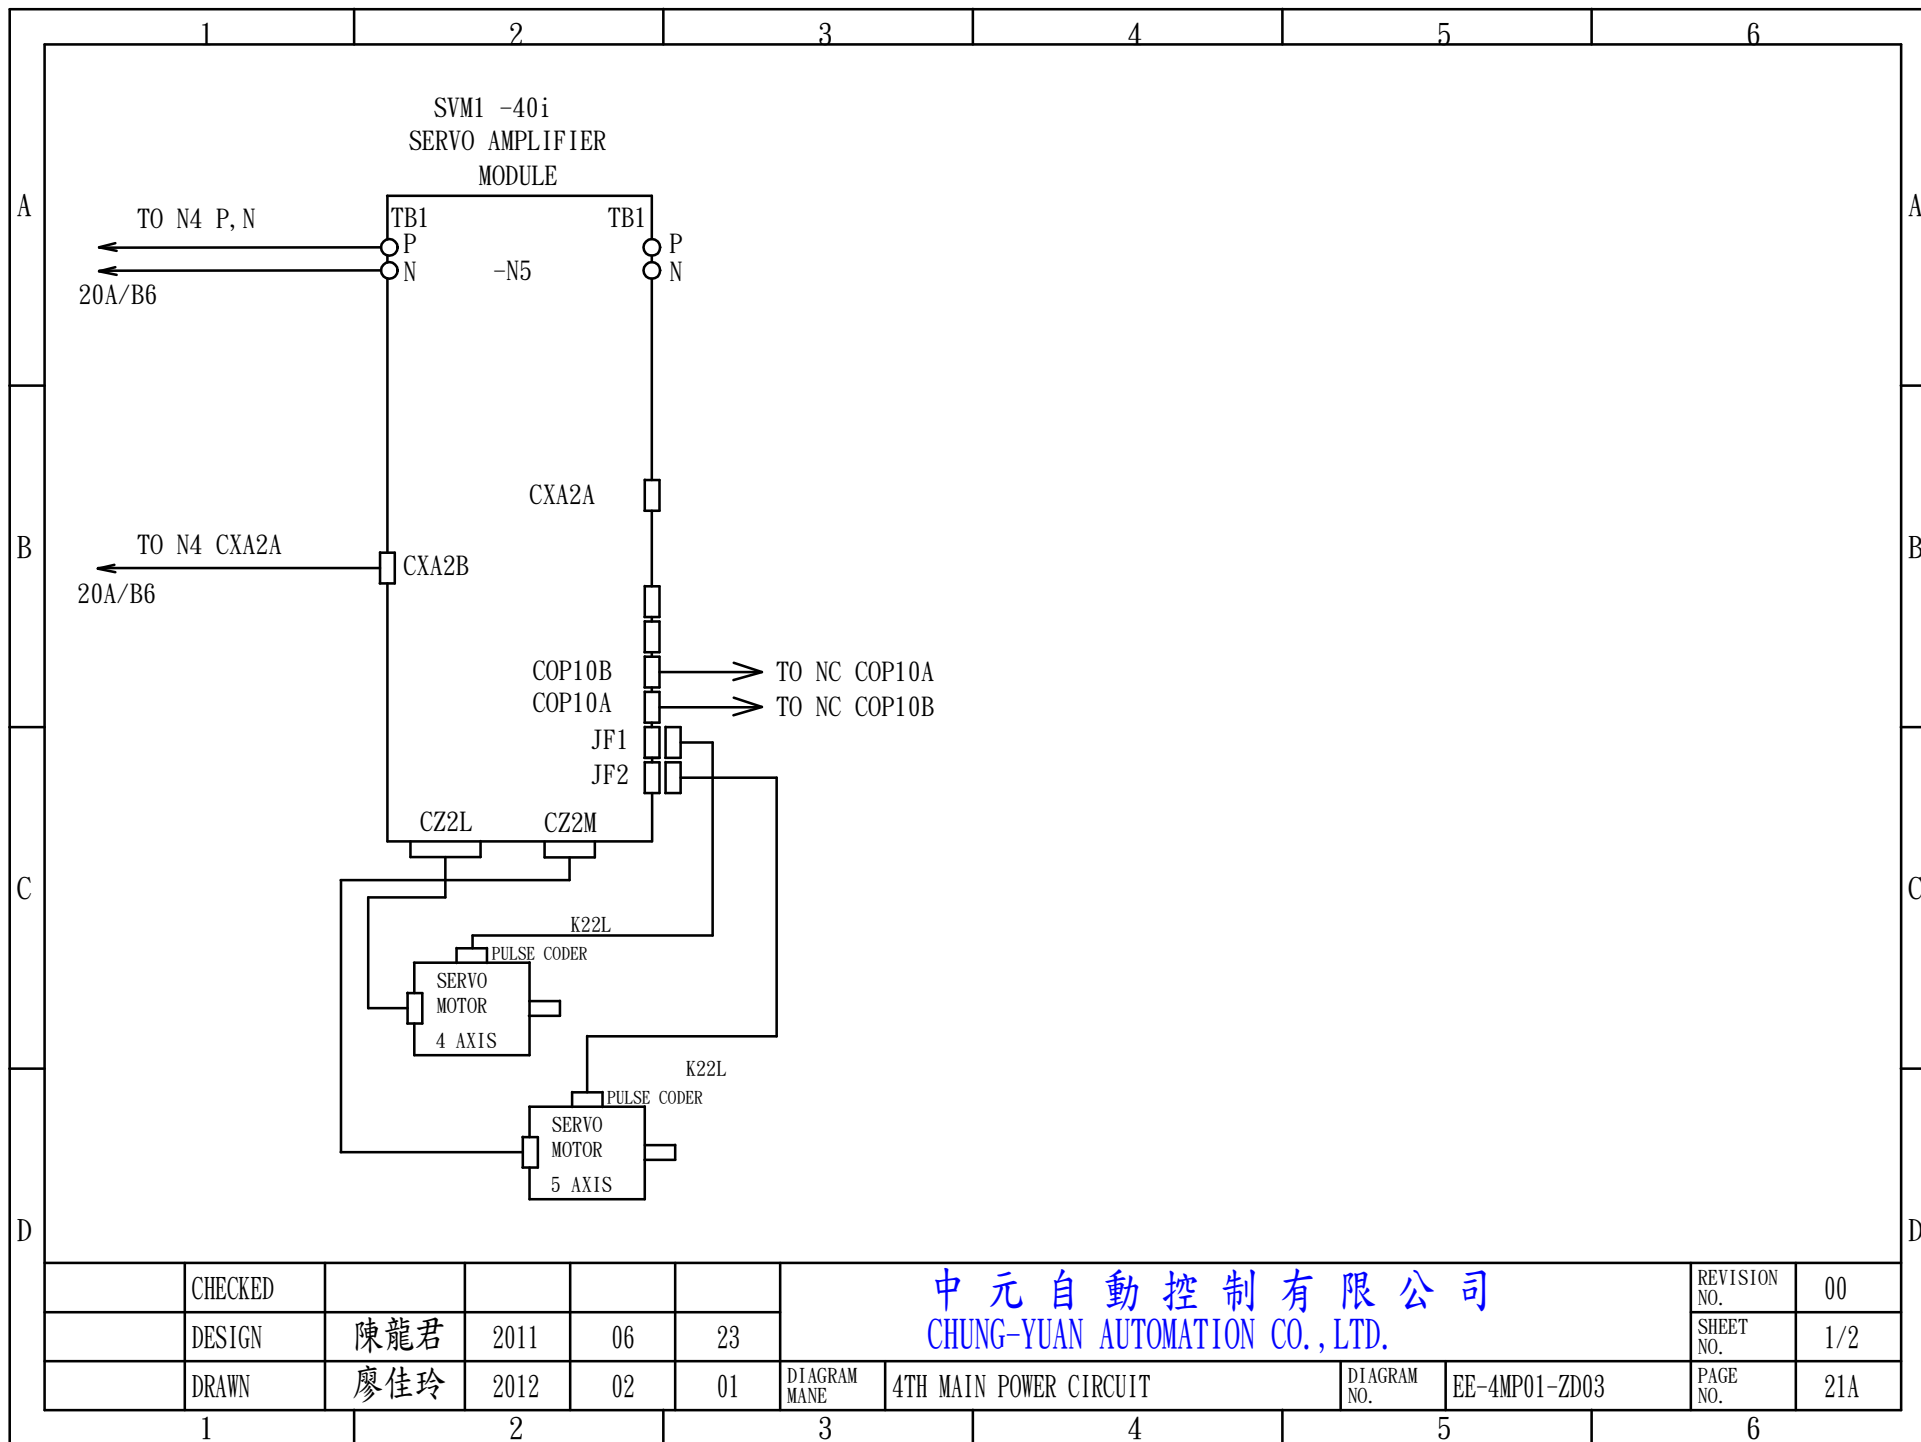 1 2 3 4 5 6
SVM1 -40i
SERVO AMPLIFIER
MODULE
A A
TO N4 P,N
TB1 TB1
P P
N -N5 N
20A/B6
CXA2A
B B
TO N4 CXA2A
CXA2B
20A/B6
COP10B TO NC COP10A
COP10A TO NC COP10B
JF1
JF2
CZ2L CZ2M
C C
K22L
PULSE CODER
SERVO
MOTOR
4 AXIS
K22L
PULSE CODER
SERVO
MOTOR
5 AXIS
D D
CHECKED
DESIGN 陳龍君 2011 06 23
DRAWN 廖佳玲 2012 02 01
中元自動控制有限公司
CHUNG-YUAN AUTOMATION CO.,LTD.
DIAGRAM
MANE
4TH MAIN POWER CIRCUIT
DIAGRAM
NO.
EE-4MP01-ZD03
REVISION
NO.
00
SHEET
NO.
1/2
PAGE
NO.
21A
1 2 3 4 5 6